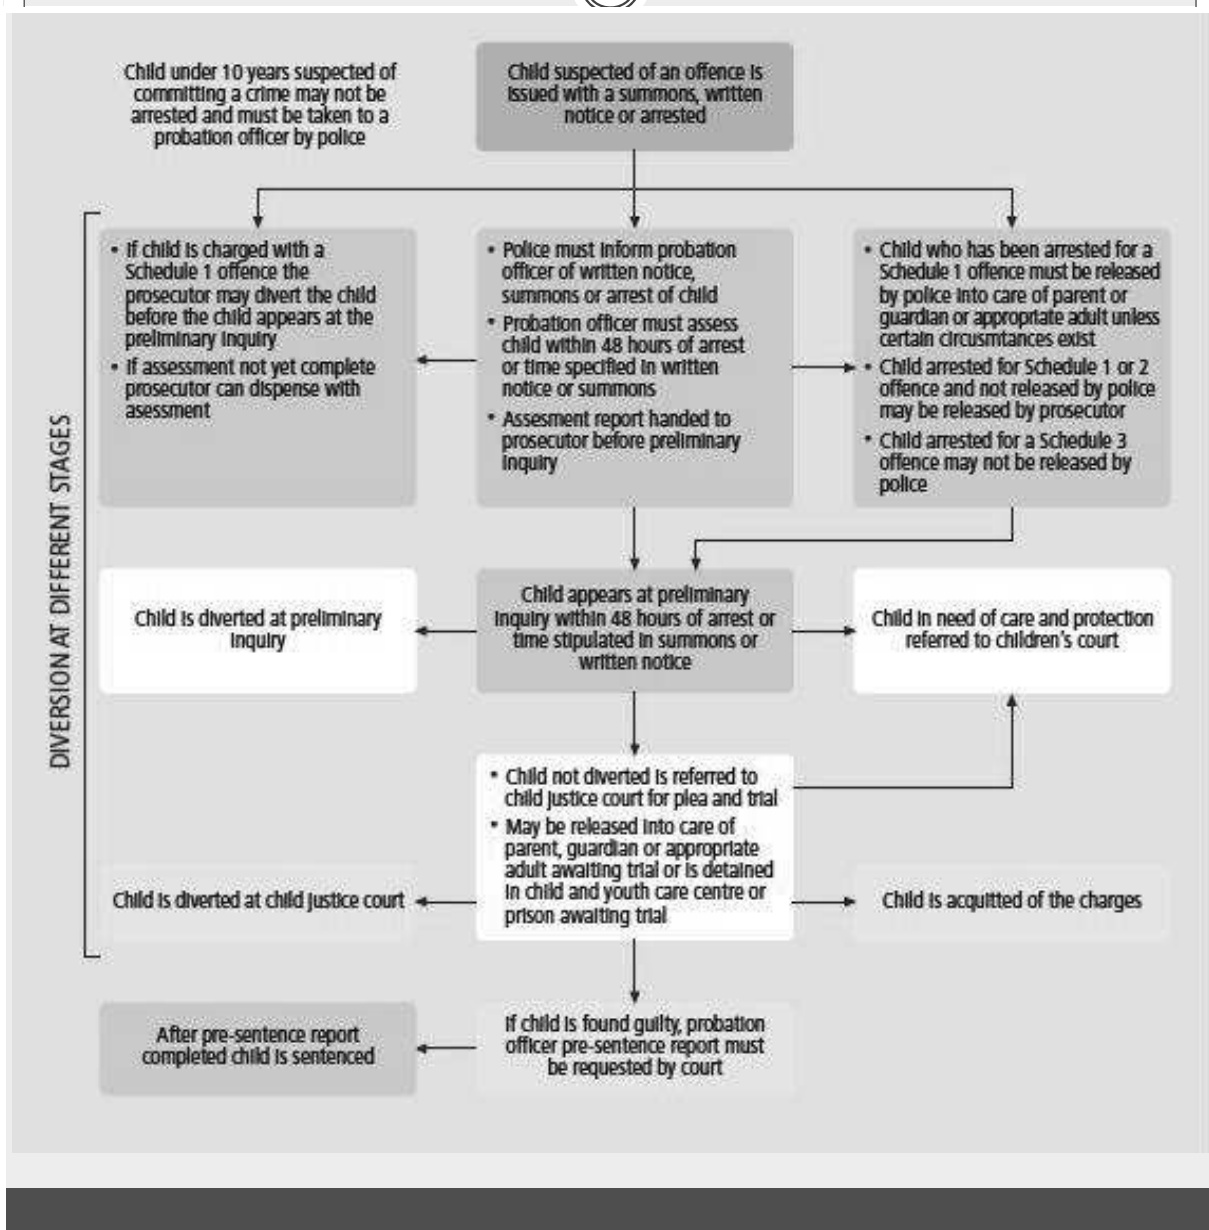 Child under 10 years suspected of
committing a crime may not be
arrested and must be taken to a
probation officer by police
Child suspected of an offence is
issued with a summons, written
notice or arrested
DIVERSION AT DIFFERENT STAGES
• If child is charged with a
Schedule 1 offence the
prosecutor may divert the child
before the child appears at the
preliminary inquiry
• If assessment not yet complete
prosecutor can dispense with
asessment
• Police must inform probation
officer of written notice,
summons or arrest of child
• Probation officer must assess
child within 48 hours of arrest
or time specified in written
notice or summons
• Assesment report handed to
prosecutor before preliminary
inquiry
• Child who has been arrested for a
Schedule 1 offence must be released
by police into care of parent or
guardian or appropriate adult unless
certain circusmtances exist
• Child arrested for Schedule 1 or 2
offence and not released by police
may be released by prosecutor
• Child arrested for a Schedule 3
offence may not be released by
police
Child is diverted at preliminary
inquiry
Child appears at preliminary
inquiry within 48 hours of arrest or
time stipulated in summons or
written notice
Child in need of care and protection
referred to children's court
• Child not diverted is referred to
child justice court for plea and trial
• May be released into care of
parent, guardian or appropriate
adult awaiting trial or is detained
in child and youth care centre or
prison awaiting trial
Child is diverted at child justice court
Child is acquitted of the charges
After pre-sentence report
completed child is sentenced
If child is found guilty, probation
officer pre-sentence report must
be requested by court